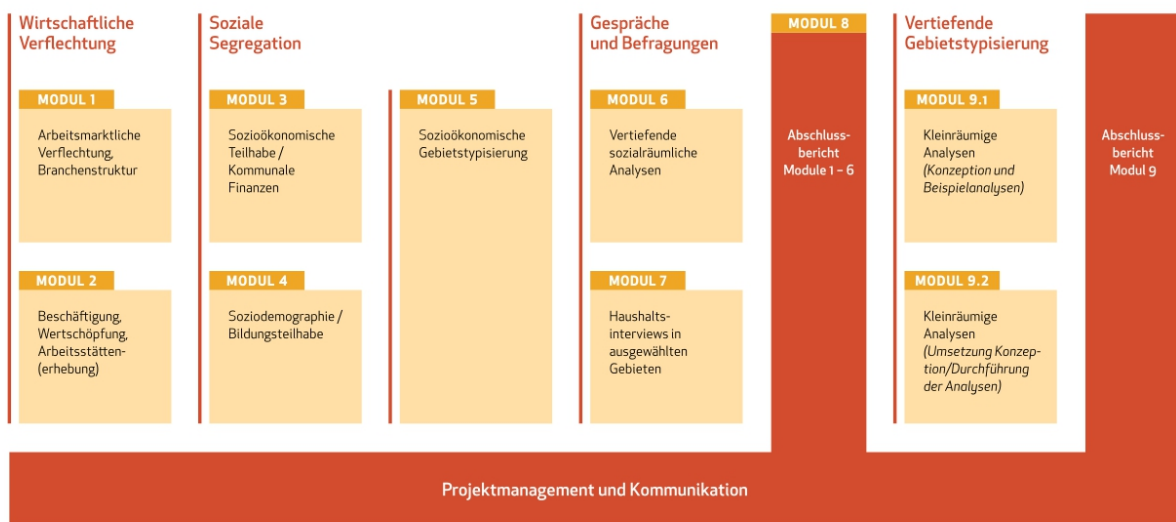 Wirtschaftliche
Verflechtung
MODUL 1
Arbeitsmarktliche
Verflechtung,
Branchenstruktur
MODUL 2
Beschäftigung,
Wertschöpfung,
Arbeitsstätten-
(erhebung)
Soziale
Segregation
MODUL 3
Sozioökonomische
Teilhabe /
Kommunale
Finanzen
MODUL 4
Soziodemographie /
Bildungsteilhabe
MODUL 5
Sozioökonomische
Gebietstypisierung
Gespräche
und Befragungen
MODUL 6
Vertiefende
sozialräumliche
Analysen
MODUL 7
Haushalts-
interviews in
ausgewählten
Gebieten
MODUL 8
Abschluss-
bericht
Module 1 – 6
Vertiefende
Gebietstypisierung
MODUL 9.1
Kleinräumige
Analysen
(Konzeption und
Beispielanalysen)
MODUL 9.2
Kleinräumige
Analysen
(Umsetzung Konzep-
tion/Durchführung
der Analysen)
Abschluss-
bericht
Modul 9
Projektmanagement und Kommunikation